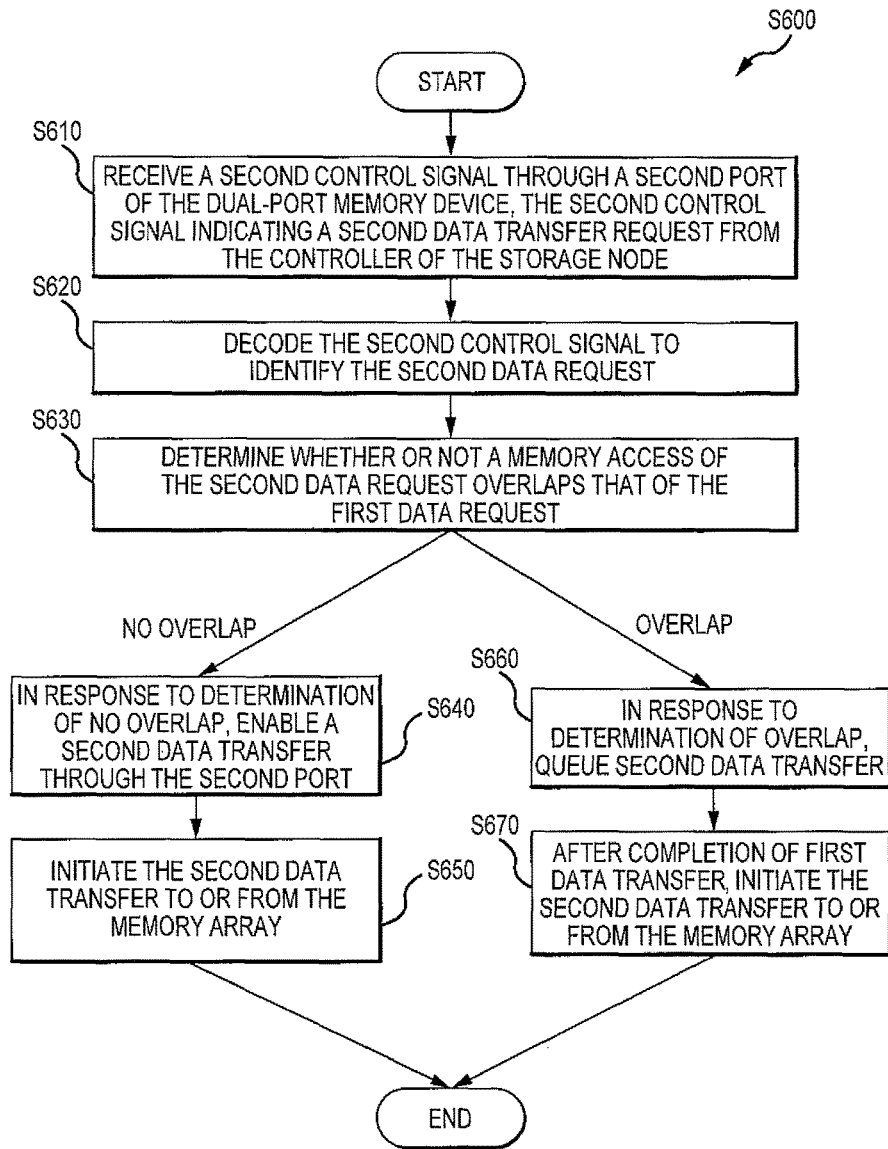 S600
START
S610
RECEIVE A SECOND CONTROL SIGNAL THROUGH A SECOND PORT
OF THE DUAL-PORT MEMORY DEVICE, THE SECOND CONTROL
SIGNAL INDICATING A SECOND DATA TRANSFER REQUEST FROM
THE CONTROLLER OF THE STORAGE NODE
S620
DECODE THE SECOND CONTROL SIGNAL TO
IDENTIFY THE SECOND DATA REQUEST
S630
DETERMINE WHETHER OR NOT A MEMORY ACCESS OF
THE SECOND DATA REQUEST OVERLAPS THAT OF THE
FIRST DATA REQUEST
NO OVERLAP
OVERLAP
IN RESPONSE TO DETERMINATION
OF NO OVERLAP, ENABLE A
SECOND DATA TRANSFER
THROUGH THE SECOND PORT
S640
S660
IN RESPONSE TO
DETERMINATION OF OVERLAP,
QUEUE SECOND DATA TRANSFER
INITIATE THE SECOND DATA
TRANSFER TO OR FROM THE
MEMORY ARRAY
S650
S670
AFTER COMPLETION OF FIRST
DATA TRANSFER, INITIATE THE
SECOND DATA TRANSFER TO OR
FROM THE MEMORY ARRAY
END